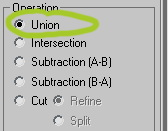 Operation
Union
Intersection
Subtraction (A-B)
Subtraction (B-A)
Cut Refine
Split